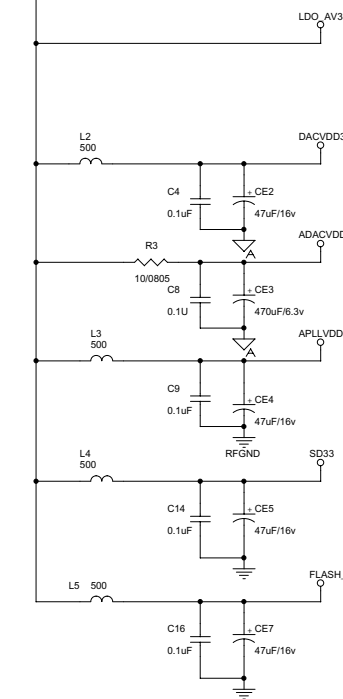 LDO_AV3
L2
500
DACVDD3
C4
0.1uF
+ CE2
47uF/16v
A
ADACVDD
R3
10/0805
C8
0.1U
+ CE3
470uF/6.3v
A
L3
500
APLLVDD
C9
0.1uF
+ CE4
47uF/16v
RFGND
L4
500
SD33
C14
0.1uF
+ CE5
47uF/16v
L5 500
FLASH_
C16
0.1uF
+ CE7
47uF/16v